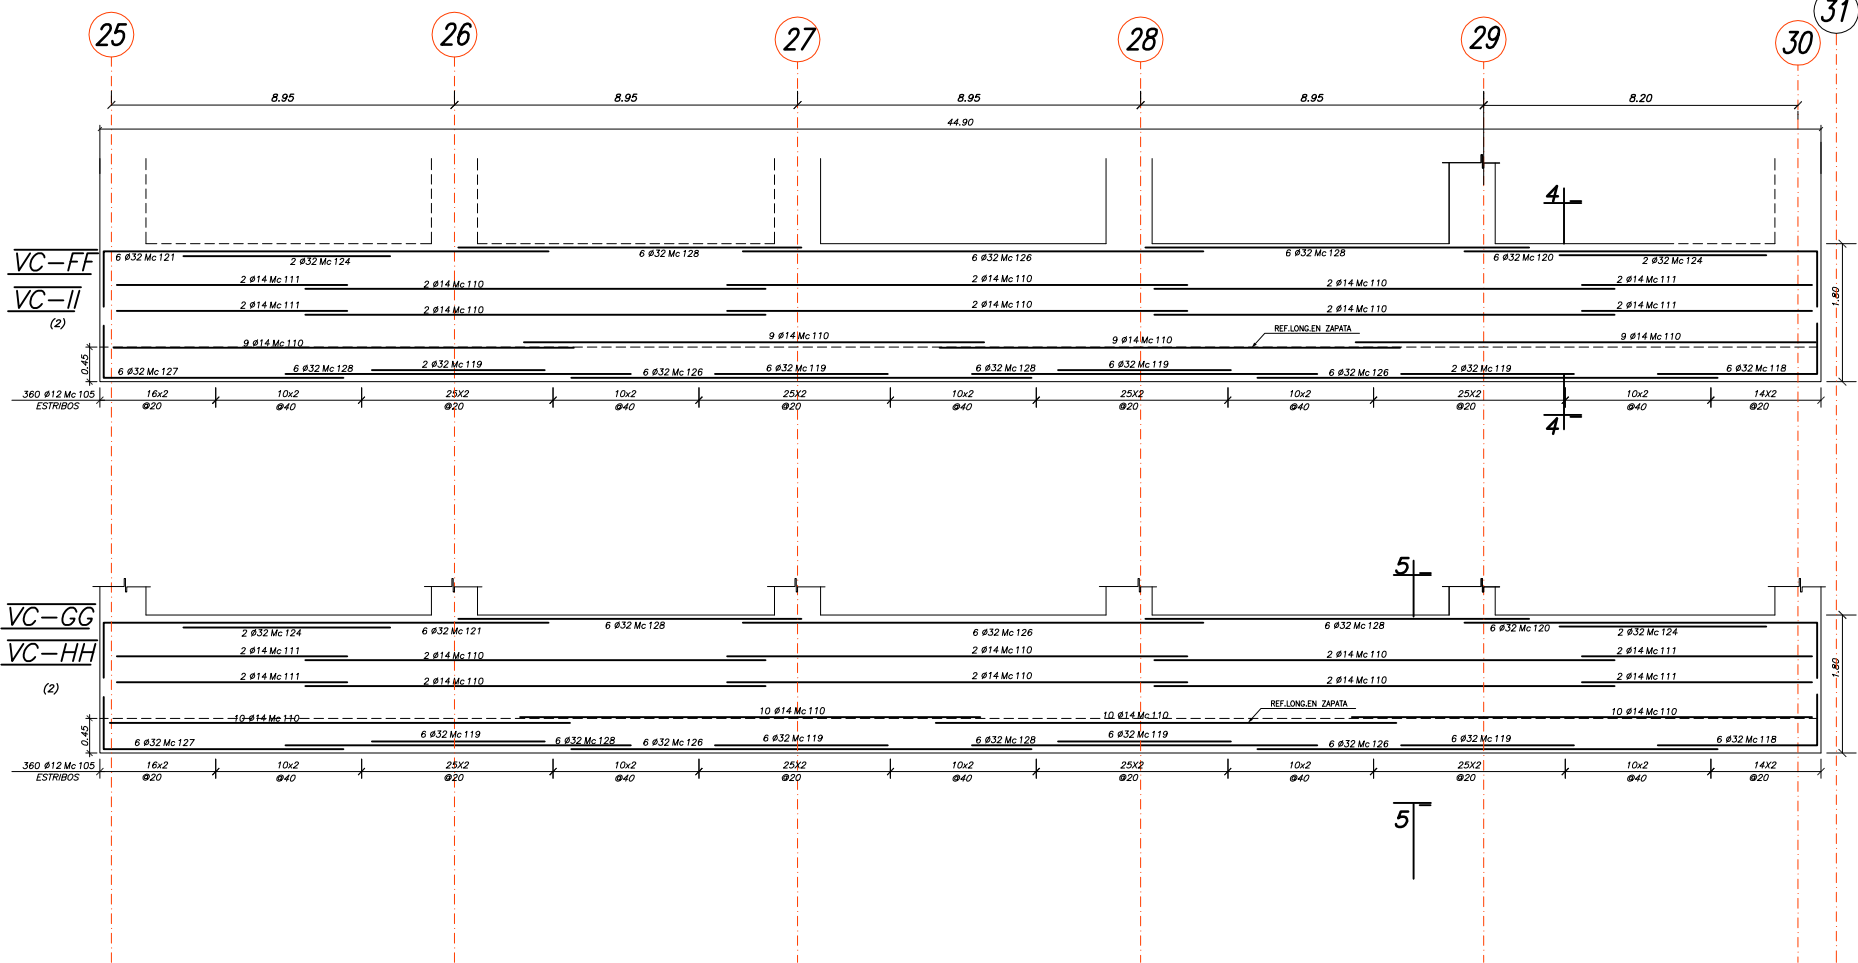 25 26 27 28 29 30 31
8.95 8.95 8.95 8.95 8.20
44.90
4
VC-FF
6 Ø32 Mc 121 2 Ø32 Mc 124 6 Ø32 Mc 128 6 Ø32 Mc 126 6 Ø32 Mc 128 6 Ø32 Mc 120 2 Ø32 Mc 124
VC-II
2 Ø14 Mc 111 2 Ø14 Mc 110 2 Ø14 Mc 110 2 Ø14 Mc 110 2 Ø14 Mc 111
1.80
2 Ø14 Mc 111 2 Ø14 Mc 110 2 Ø14 Mc 110 2 Ø14 Mc 110 2 Ø14 Mc 111
(2)
REF.LONG.EN ZAPATA
9 Ø14 Mc 110 9 Ø14 Mc 110 9 Ø14 Mc 110 9 Ø14 Mc 110
0.45
6 Ø32 Mc 127 6 Ø32 Mc 128 2 Ø32 Mc 119 6 Ø32 Mc 126 6 Ø32 Mc 119 6 Ø32 Mc 128 6 Ø32 Mc 119 6 Ø32 Mc 126 2 Ø32 Mc 119 6 Ø32 Mc 118
360 Ø12 Mc 105 16x2 10x2 25X2 10x2 25X2 10x2 25X2 10x2 25X2 10x2 14X2
ESTRIBOS @20 @40 @20 @40 @20 @40 @20 @40 @20 @40 @20
4
5
VC-GG
2 Ø32 Mc 124 6 Ø32 Mc 121 6 Ø32 Mc 128 6 Ø32 Mc 126 6 Ø32 Mc 128 6 Ø32 Mc 120 2 Ø32 Mc 124
VC-HH
2 Ø14 Mc 111 2 Ø14 Mc 110 2 Ø14 Mc 110 2 Ø14 Mc 110 2 Ø14 Mc 111
1.80
2 Ø14 Mc 111 2 Ø14 Mc 110 2 Ø14 Mc 110 2 Ø14 Mc 110 2 Ø14 Mc 111
(2)
REF.LONG.EN ZAPATA
10 Ø14 Mc 110 10 Ø14 Mc 110 10 Ø14 Mc 110 10 Ø14 Mc 110
0.45
6 Ø32 Mc 127 6 Ø32 Mc 119 6 Ø32 Mc 128 6 Ø32 Mc 126 6 Ø32 Mc 119 6 Ø32 Mc 128 6 Ø32 Mc 119 6 Ø32 Mc 126 6 Ø32 Mc 119 6 Ø32 Mc 118
360 Ø12 Mc 105 16x2 10x2 25X2 10x2 25X2 10x2 25X2 10x2 25X2 10x2 14X2
ESTRIBOS @20 @40 @20 @40 @20 @40 @20 @40 @20 @40 @20
5